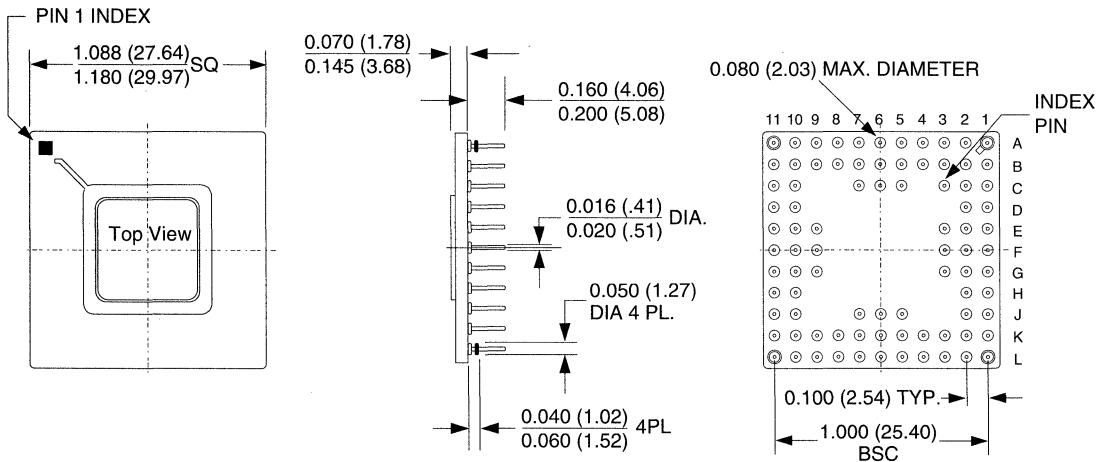 PIN 1 INDEX
1.088 (27.64)
1.180 (29.97)
SQ
Top View
0.070 (1.78)
0.145 (3.68)
0.160 (4.06)
0.200 (5.08)
0.016 (.41)
0.020 (.51)
DIA.
0.050 (1.27)
DIA 4 PL.
0.040 (1.02)
0.060 (1.52)
4PL
0.080 (2.03) MAX. DIAMETER
INDEX
PIN
11 10 9 8 7 6 5 4 3 2 1
A
B
C
D
E
F
G
H
J
K
L
0.100 (2.54) TYP.
1.000 (25.40)
BSC